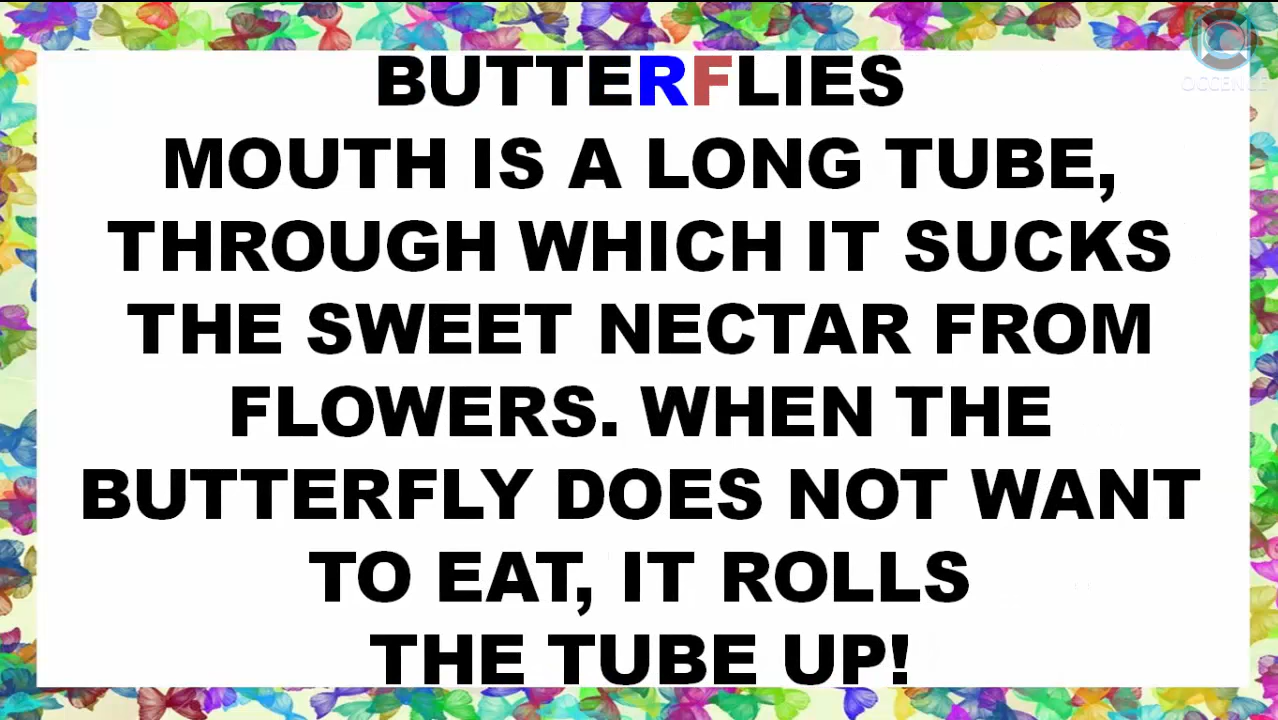 OCCENCE
BUTTERFLIES
MOUTH IS A LONG TUBE,
THROUGH WHICH IT SUCKS
THE SWEET NECTAR FROM
FLOWERS. WHEN THE
BUTTERFLY DOES NOT WANT
TO EAT, IT ROLLS
THE TUBE UP!